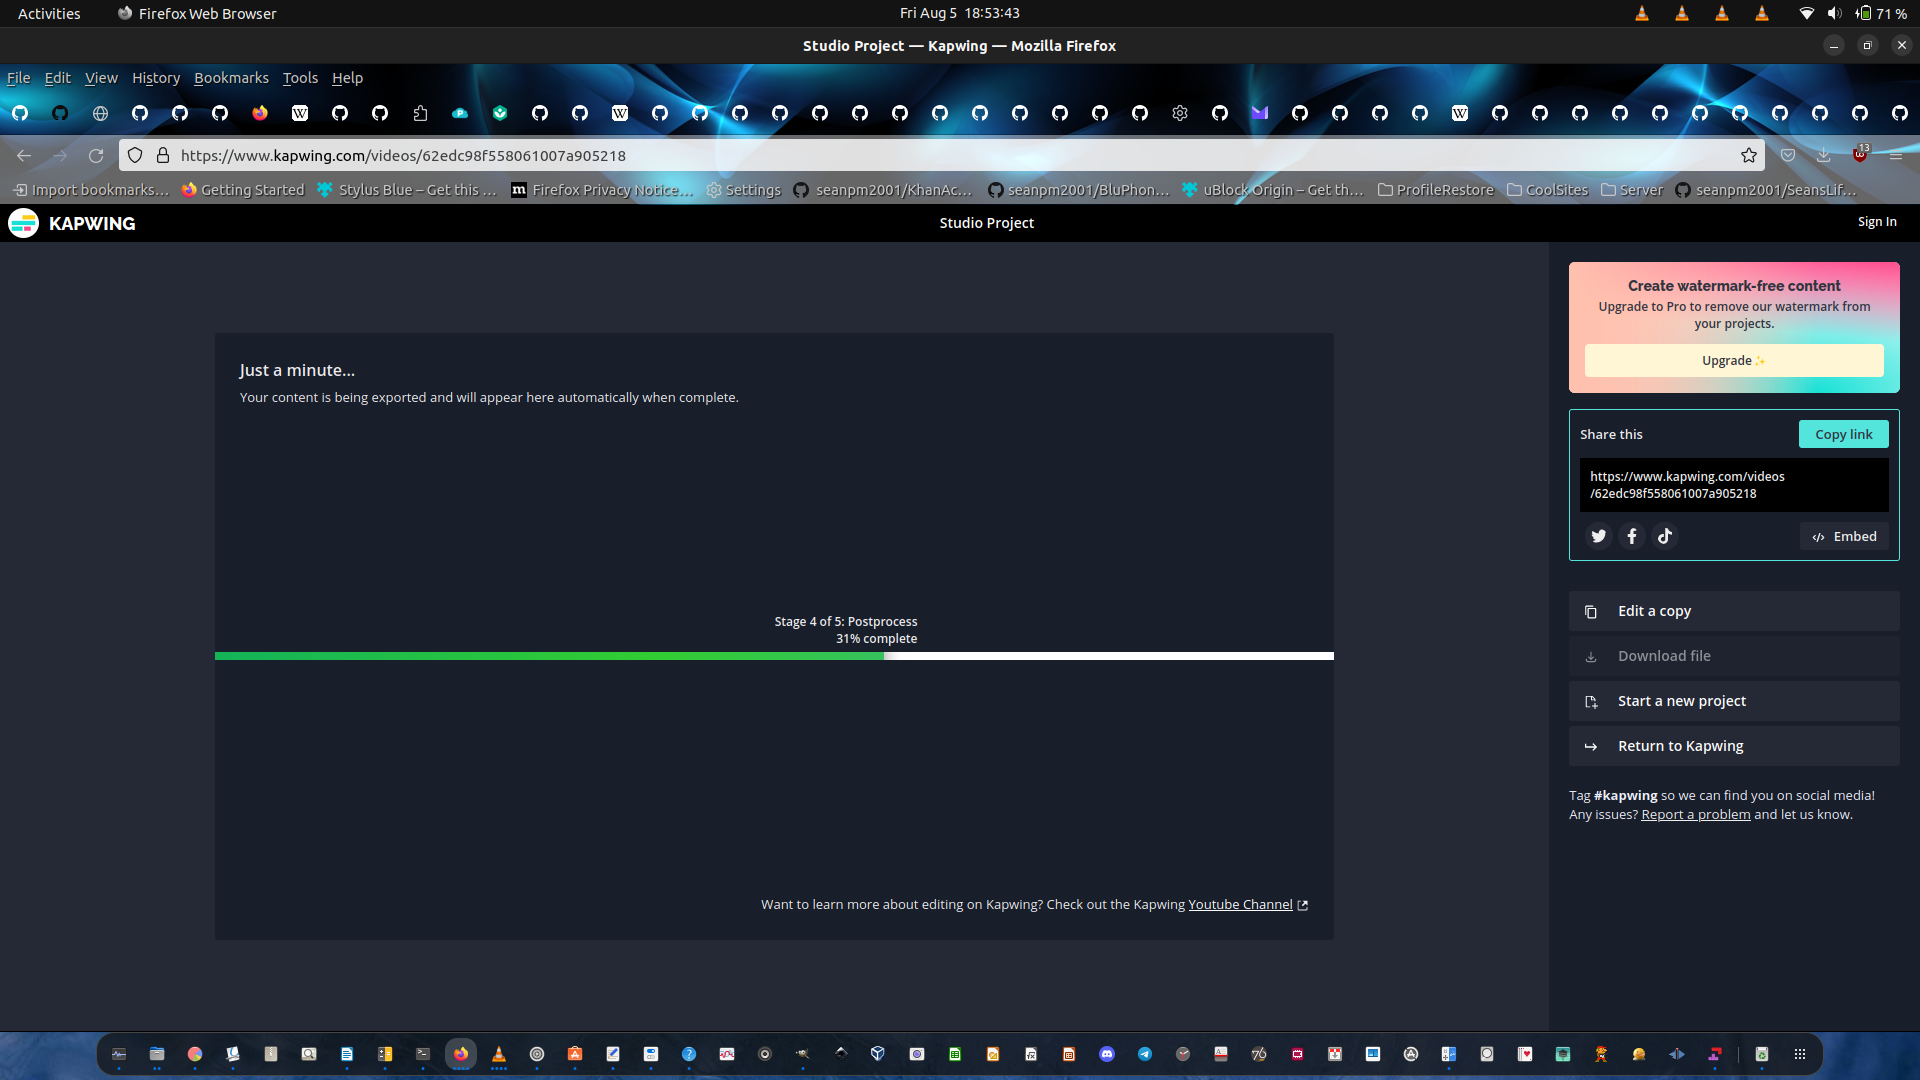 Activities
Firefox Web Browser
Fri Aug 5 18:53:43
71 %
Studio Project — Kapwing — Mozilla Firefox
File Edit View History Bookmarks Tools Help
https://www.kapwing.com/videos/62edc98f558061007a905218
13
Import bookmarks…
Getting Started
Stylus Blue – Get this …
Firefox Privacy Notice…
Settings
seanpm2001/KhanAc…
seanpm2001/BluPhon…
uBlock Origin – Get th…
ProfileRestore
CoolSites
Server
seanpm2001/SeansLif…
KAPWING
Studio Project
Sign In
Just a minute...
Your content is being exported and will appear here automatically when complete.
Stage 4 of 5: Postprocess
31% complete
Want to learn more about editing on Kapwing? Check out the Kapwing Youtube Channel
Create watermark-free content
Upgrade to Pro to remove our watermark from
your projects.
Upgrade✨
Share this
Copy link
https://www.kapwing.com/videos
/62edc98f558061007a905218
</> Embed
Edit a copy
Download file
Start a new project
Return to Kapwing
Tag #kapwing so we can find you on social media!
Any issues? Report a problem and let us know.